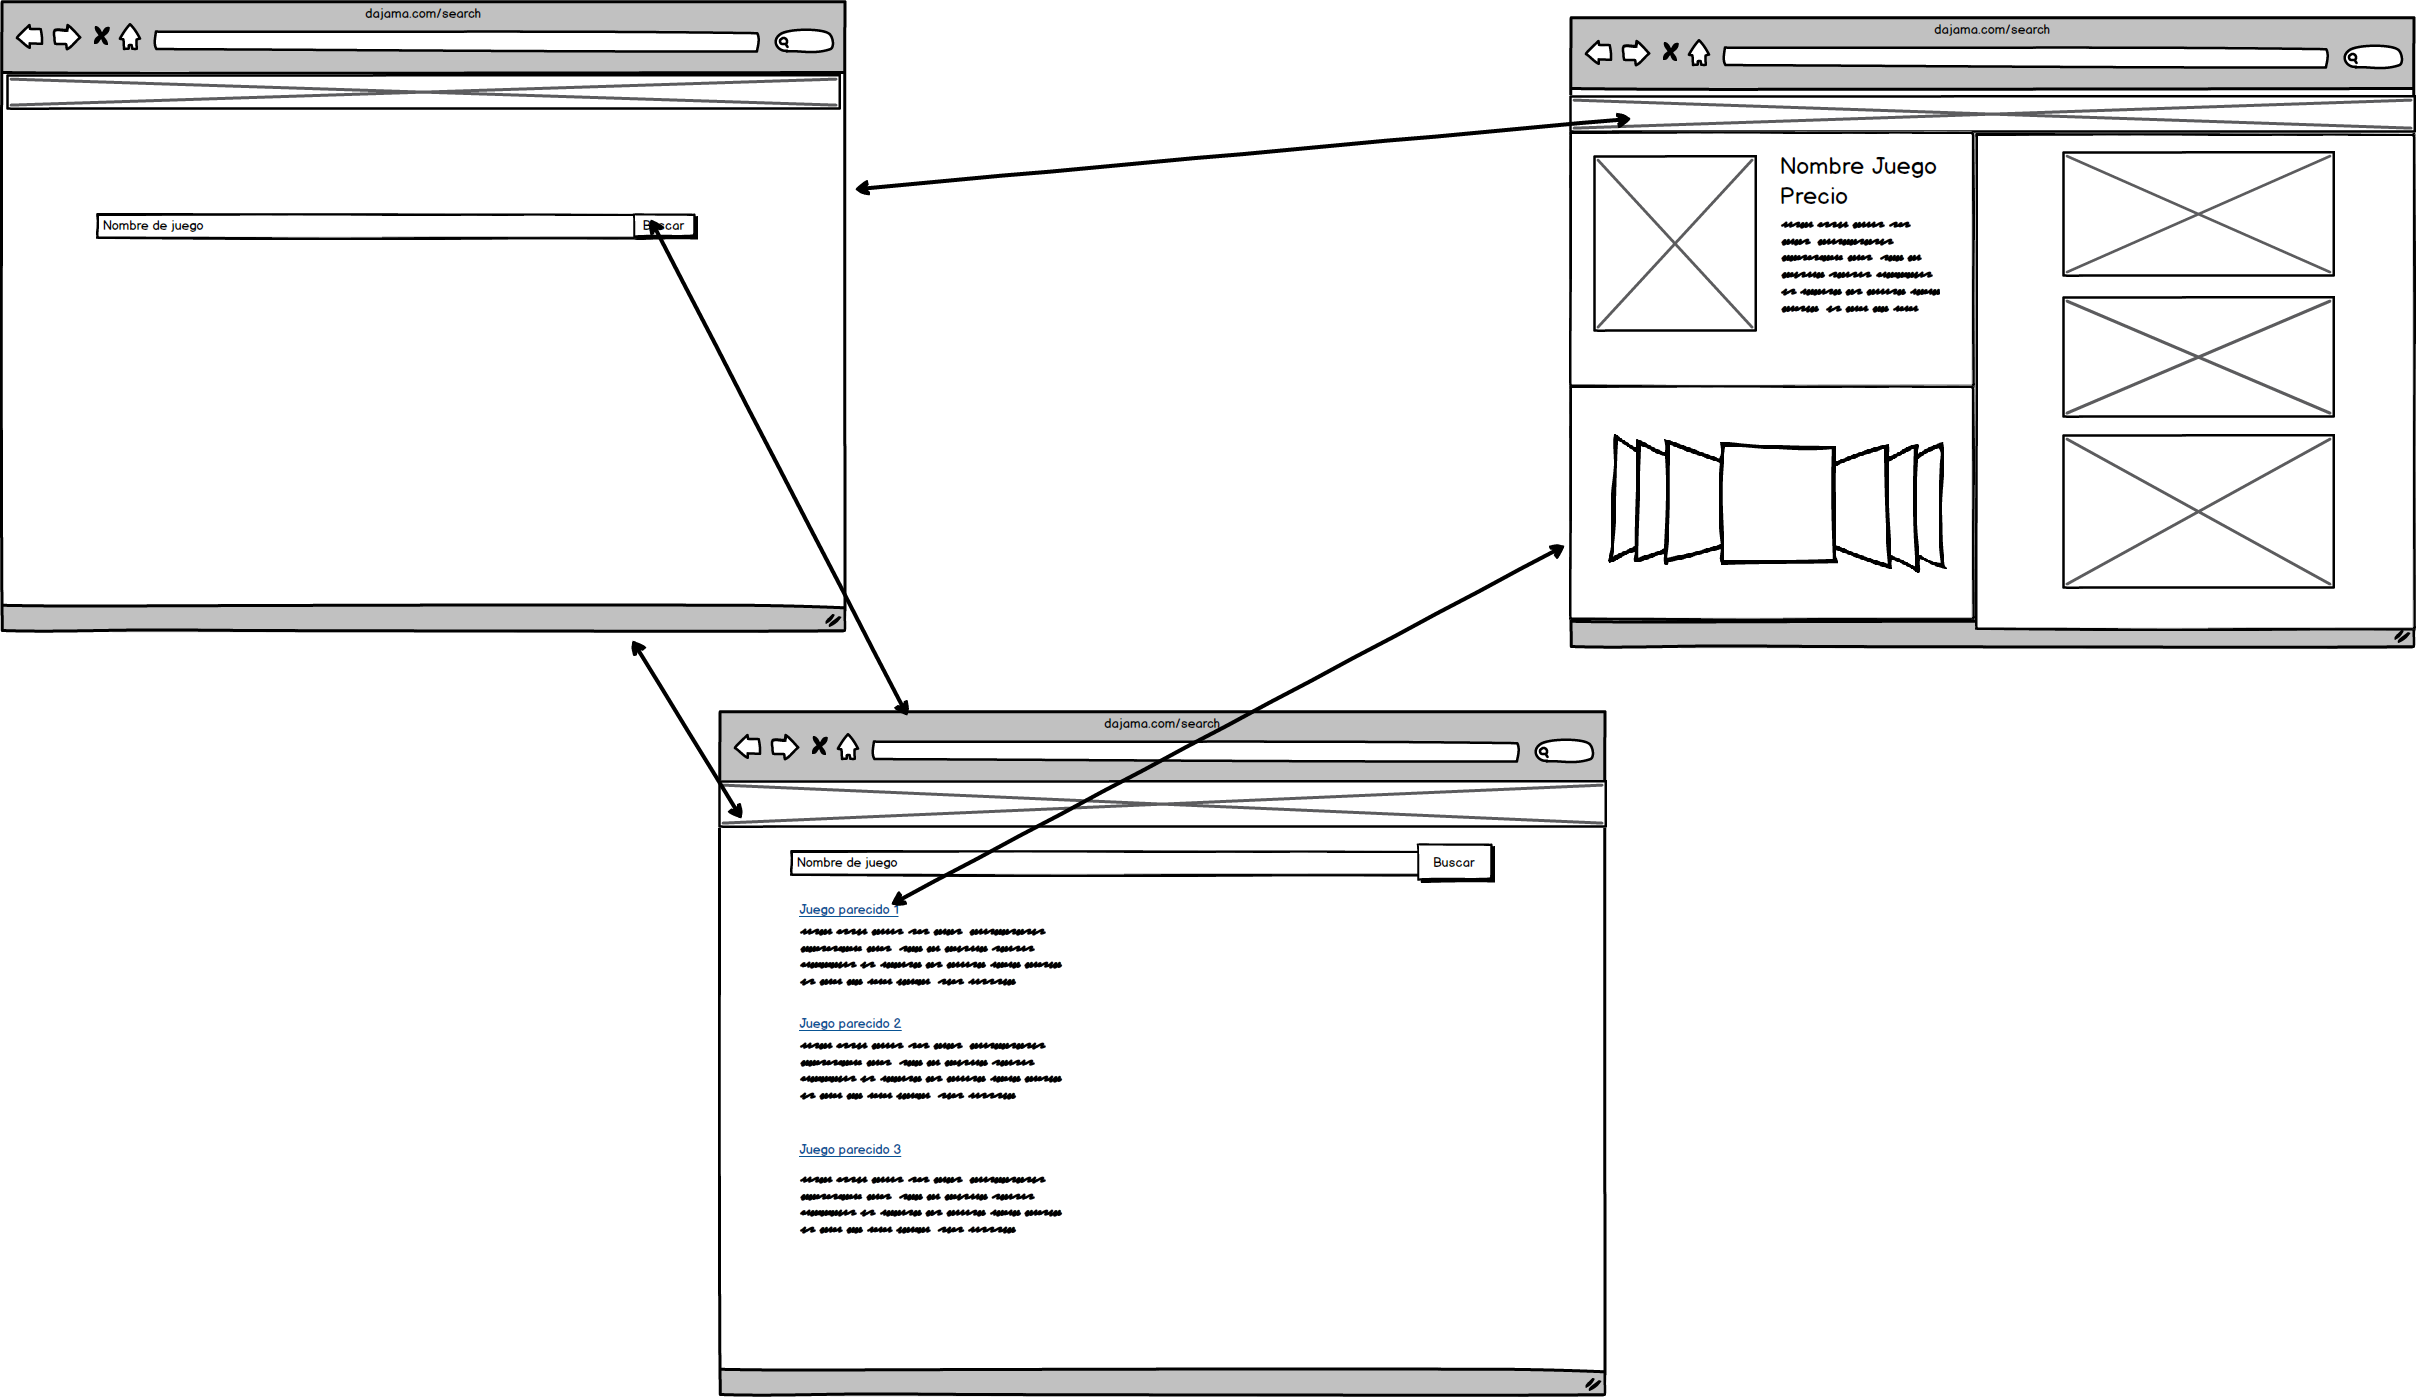 dajama.com/search
Nombre de juego
Buscar
dajama.com/search
Nombre Juego
Precio
dajama.com/search
Nombre de juego
Buscar
Juego parecido 1
Juego parecido 2
Juego parecido 3